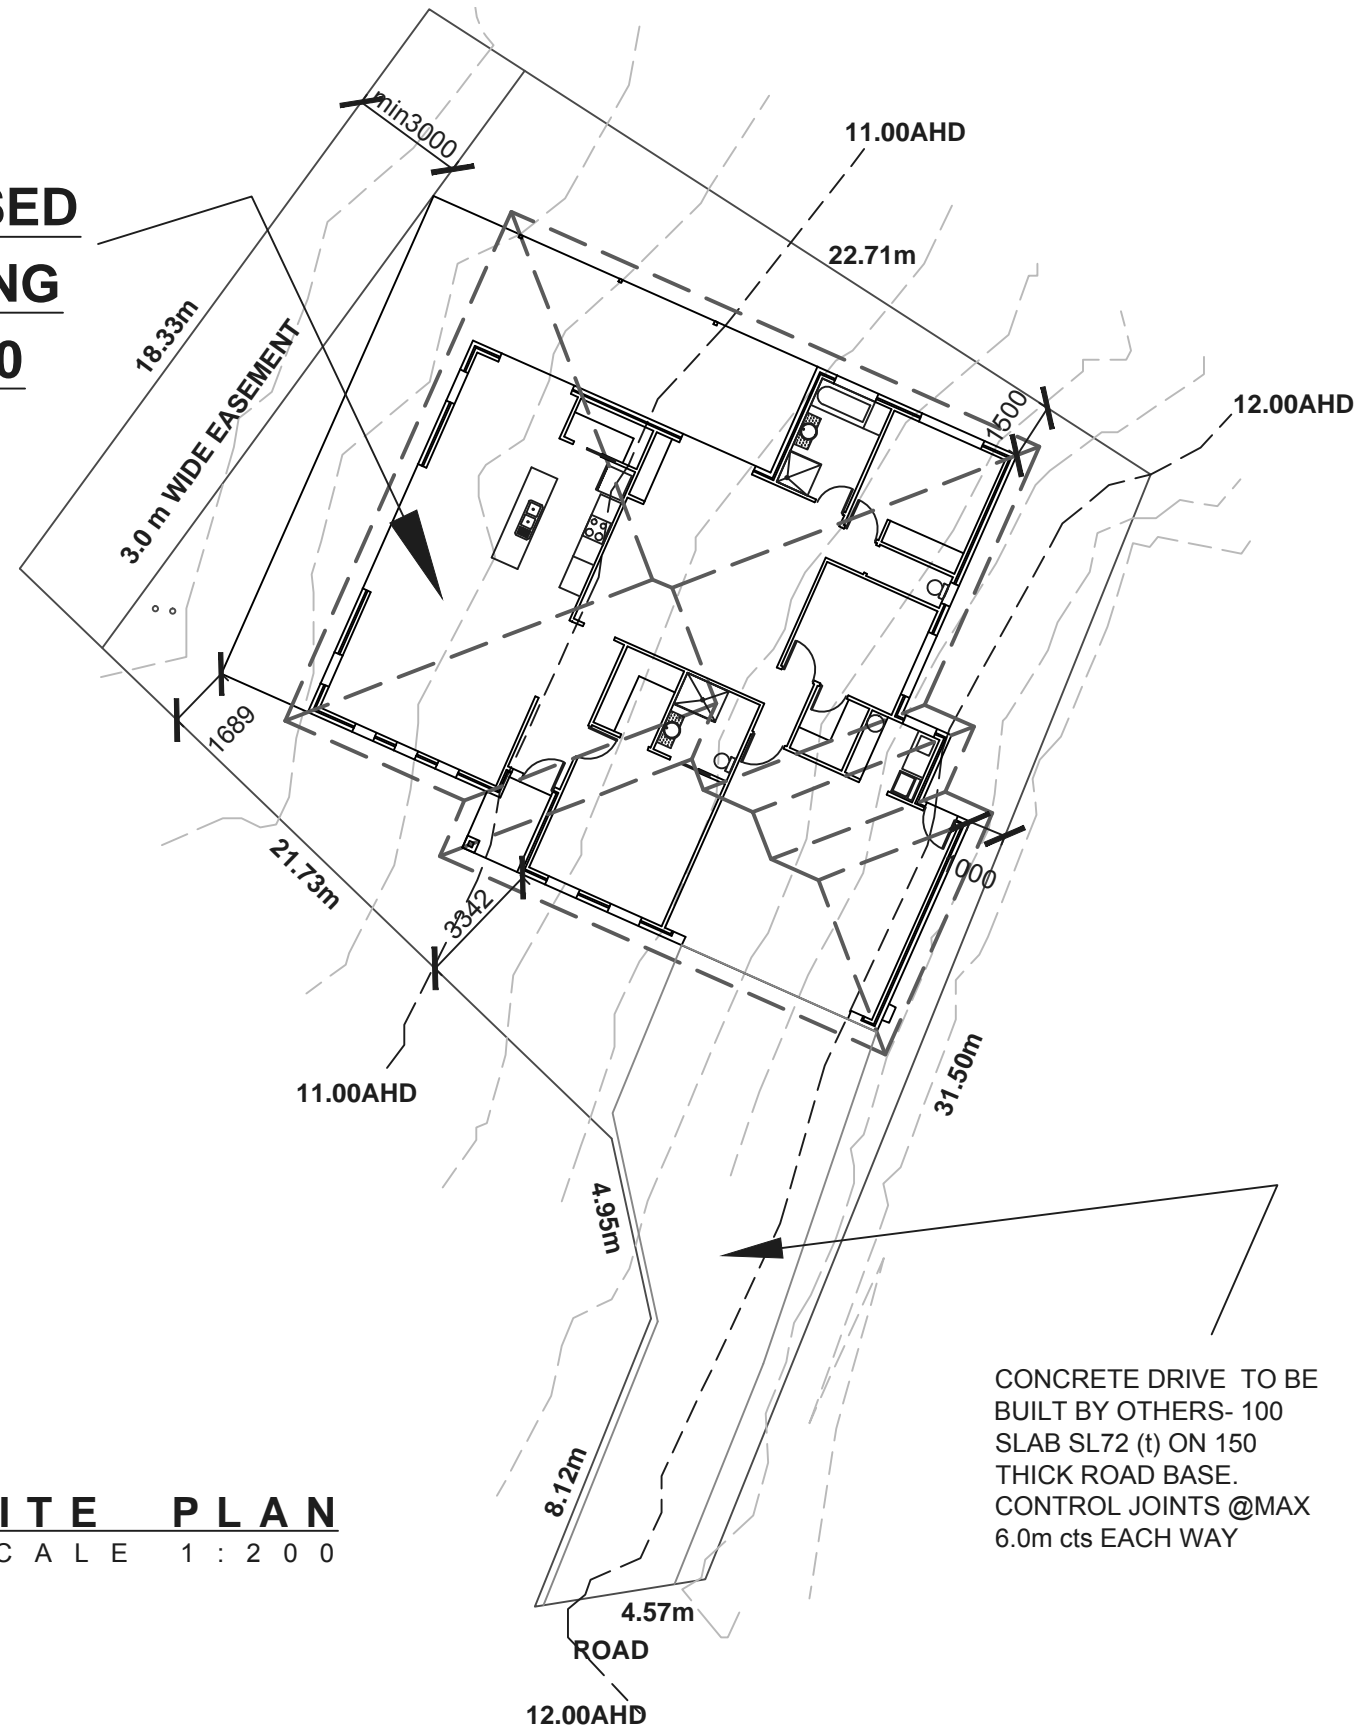 min3000
11.00AHD
SED
22.71m
NG
18.33m
0
3.0 m WIDE EASEMENT
1500
12.00AHD
1689
21.73m
3342
000
11.00AHD
31.50m
4.95m
CONCRETE DRIVE TO BE
BUILT BY OTHERS- 100
SLAB SL72 (t) ON 150
THICK ROAD BASE.
CONTROL JOINTS @MAX
6.0m cts EACH WAY
8.12m
ITE PLAN
CALE 1:200
4.57m
ROAD
12.00AHD